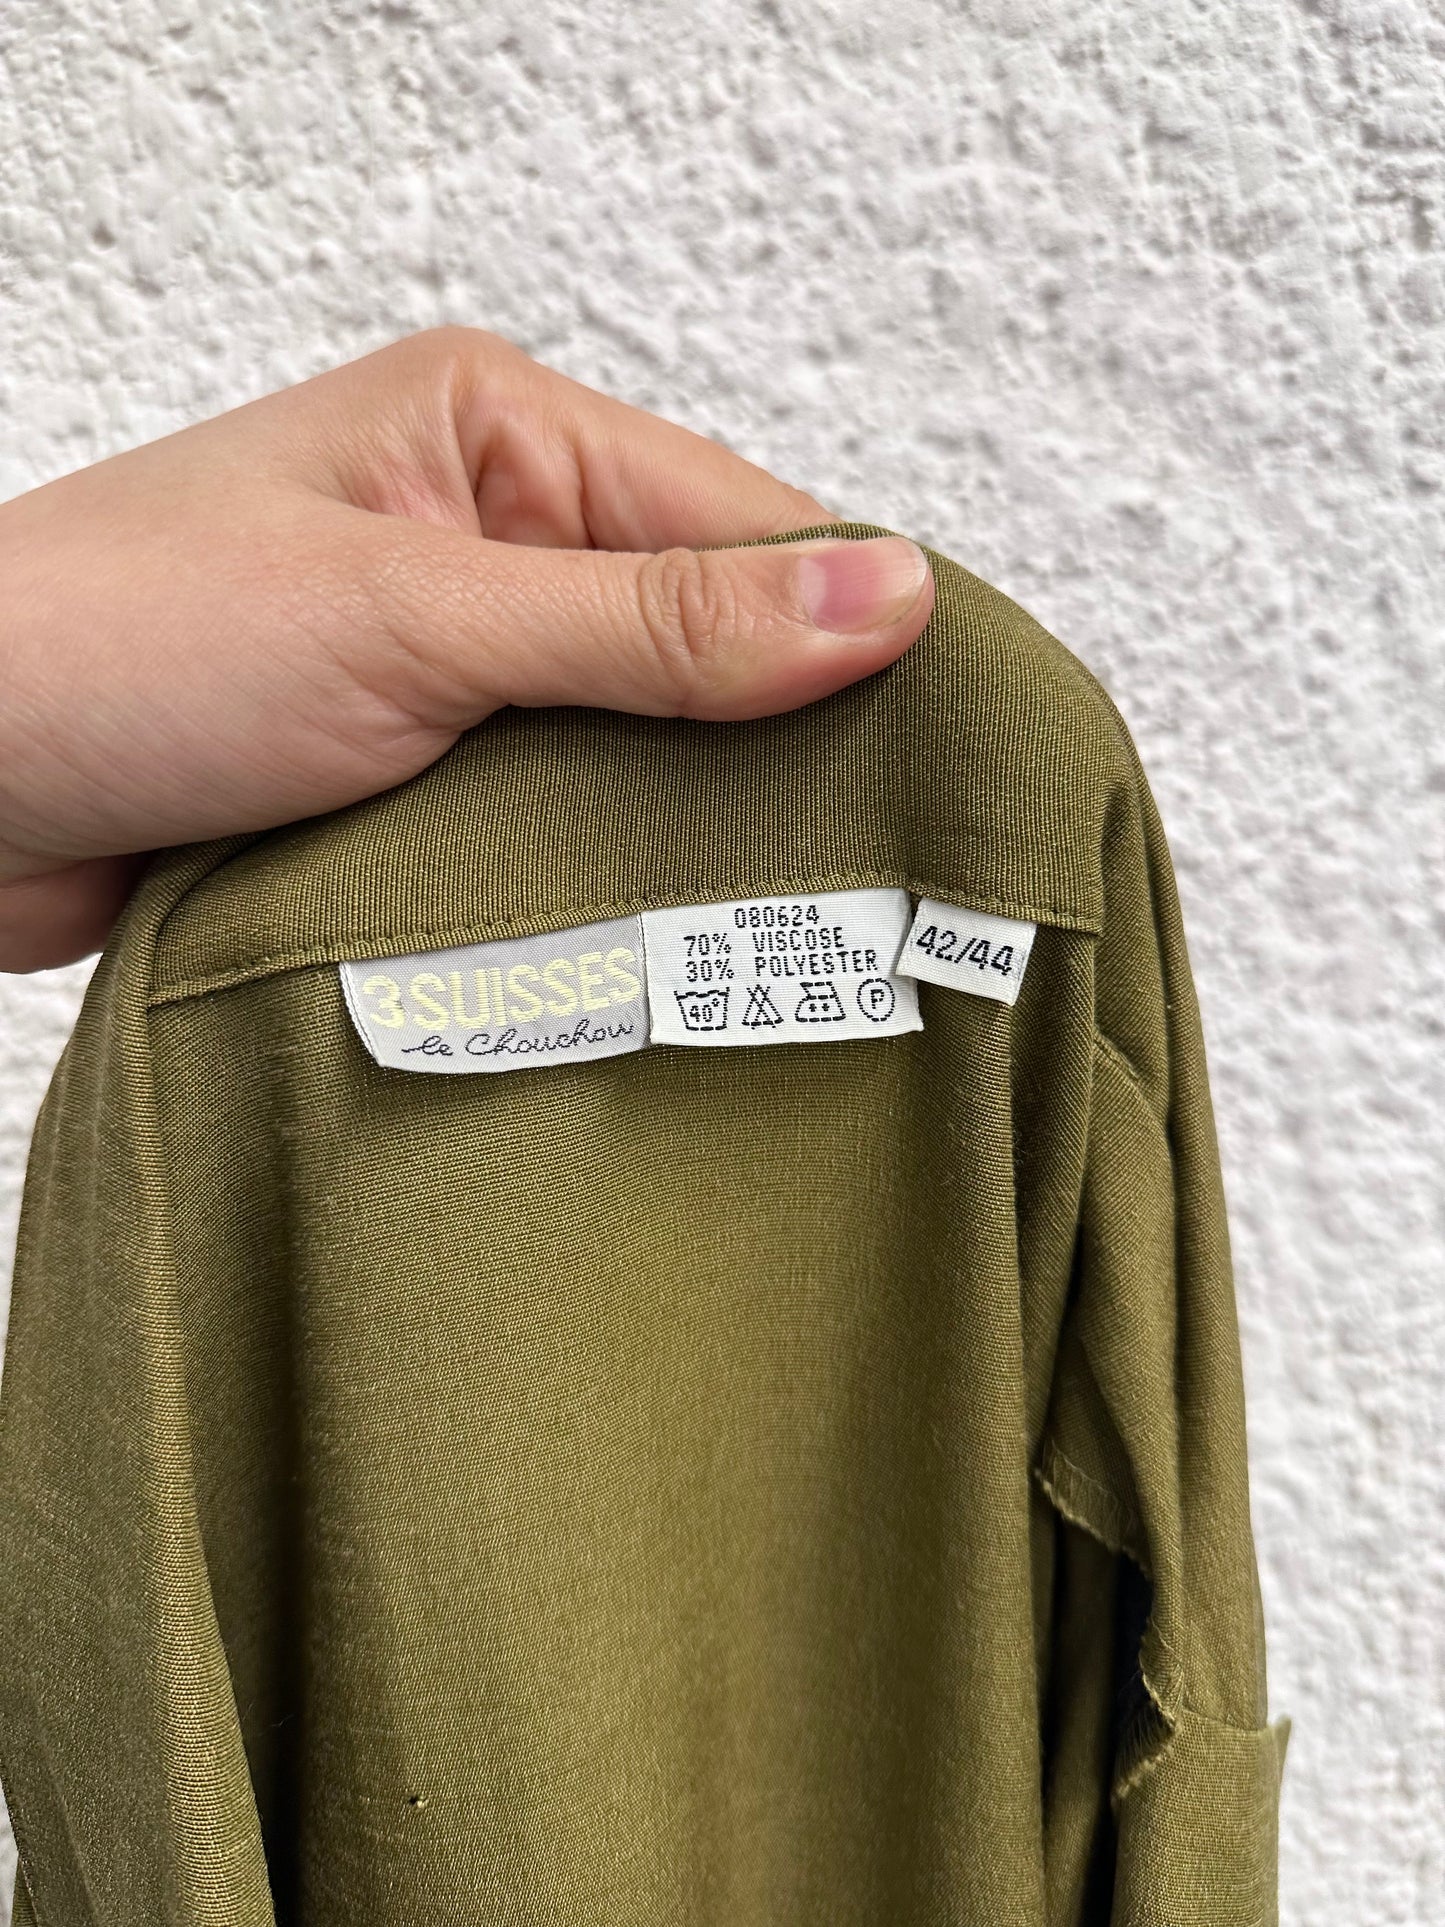 3SUISSES
le Chouchou
080624
70% VISCOSE
30% POLYESTER
40°
P
42/44